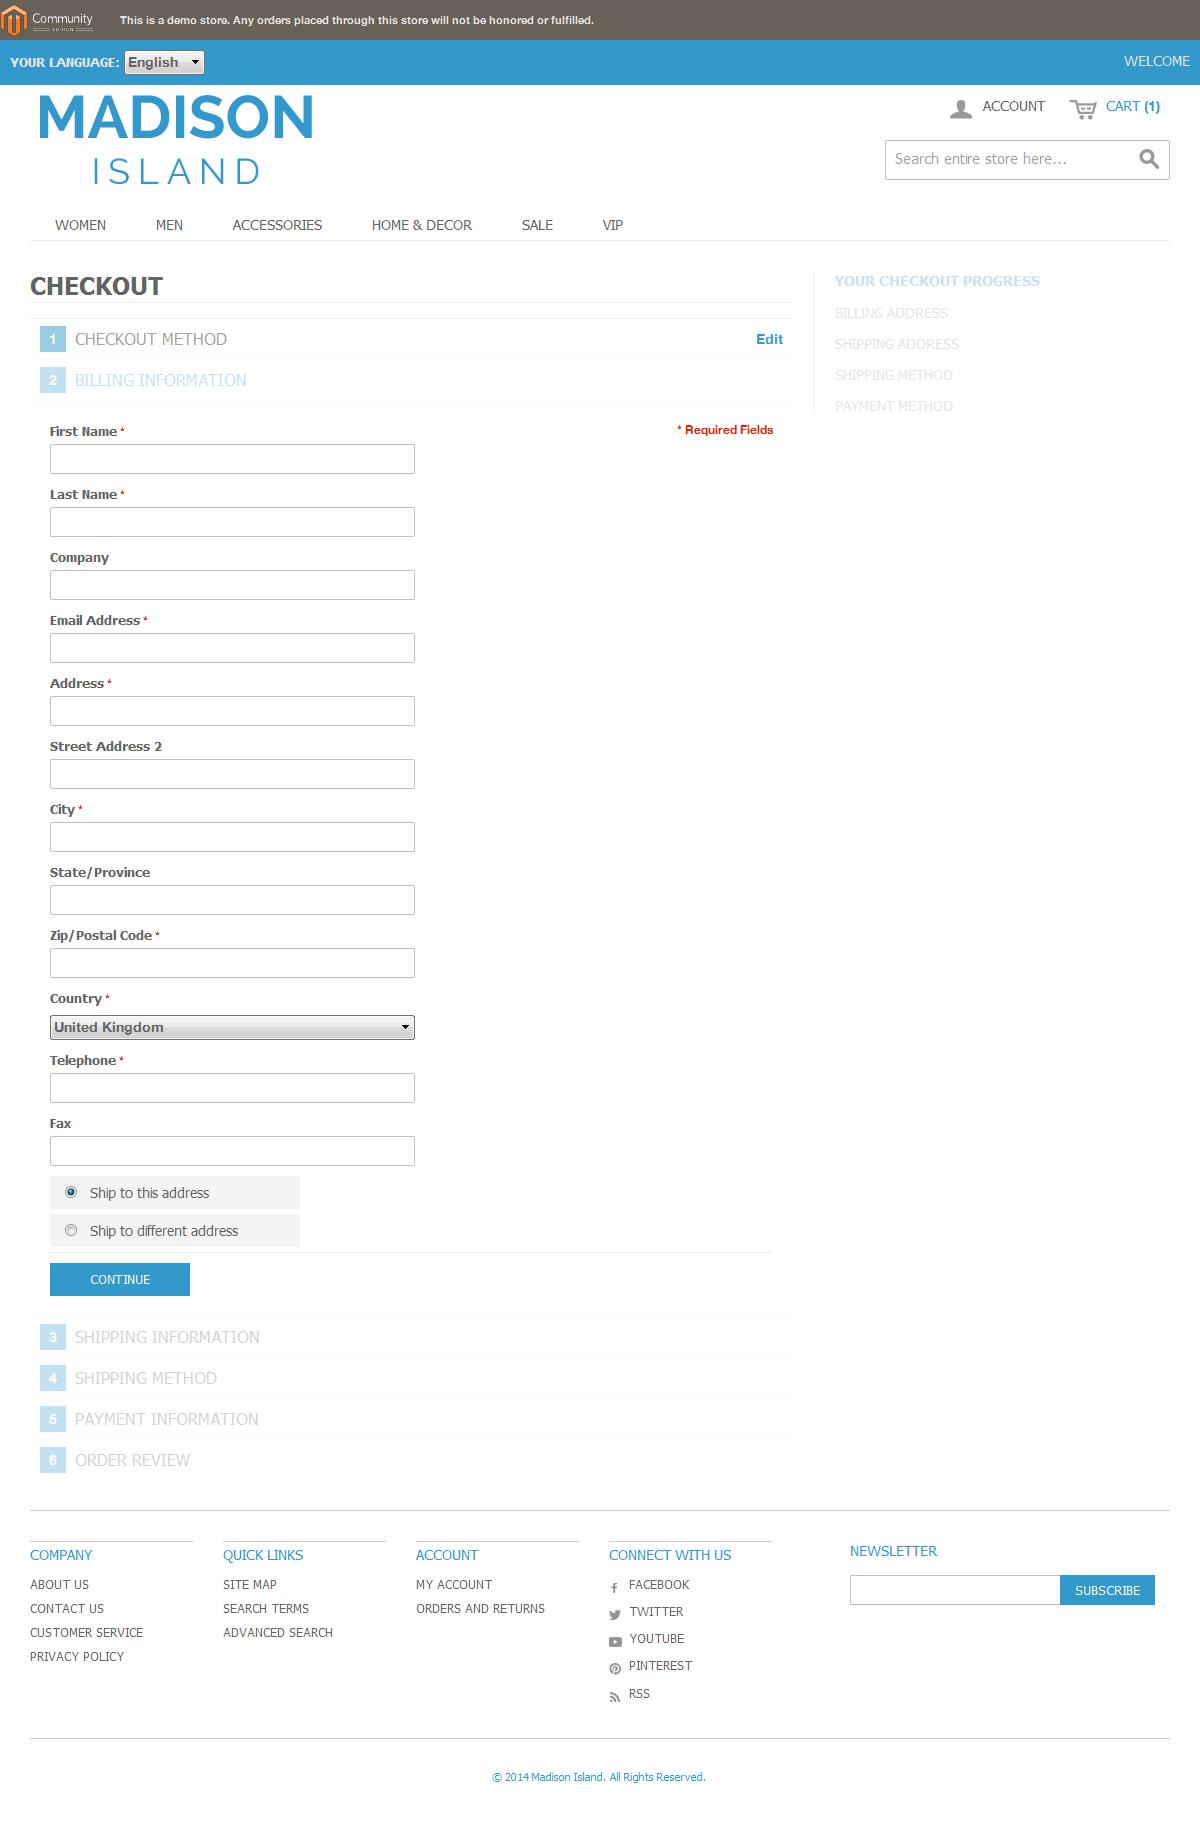 Community
This is a demo store. Any orders placed through this store will not be honored or fulfilled.
YOUR LANGUAGE: English
WELCOME
MADISON
ISLAND
ACCOUNT
CART (1)
Search entire store here...
WOMEN MEN ACCESSORIES HOME & DECOR SALE VIP
CHECKOUT
1 CHECKOUT METHOD Edit
2 BILLING INFORMATION
YOUR CHECKOUT PROGRESS
BILLING ADDRESS
SHIPPING ADDRESS
SHIPPING METHOD
PAYMENT METHOD
* Required Fields
First Name *
Last Name *
Company
Email Address *
Address *
Street Address 2
City *
State/Province
Zip/Postal Code *
Country *
United Kingdom
Telephone *
Fax
Ship to this address
Ship to different address
CONTINUE
3 SHIPPING INFORMATION
4 SHIPPING METHOD
5 PAYMENT INFORMATION
6 ORDER REVIEW
COMPANY
ABOUT US
CONTACT US
CUSTOMER SERVICE
PRIVACY POLICY
QUICK LINKS
SITE MAP
SEARCH TERMS
ADVANCED SEARCH
ACCOUNT
MY ACCOUNT
ORDERS AND RETURNS
CONNECT WITH US
FACEBOOK
TWITTER
YOUTUBE
PINTEREST
RSS
NEWSLETTER
SUBSCRIBE
© 2014 Madison Island. All Rights Reserved.